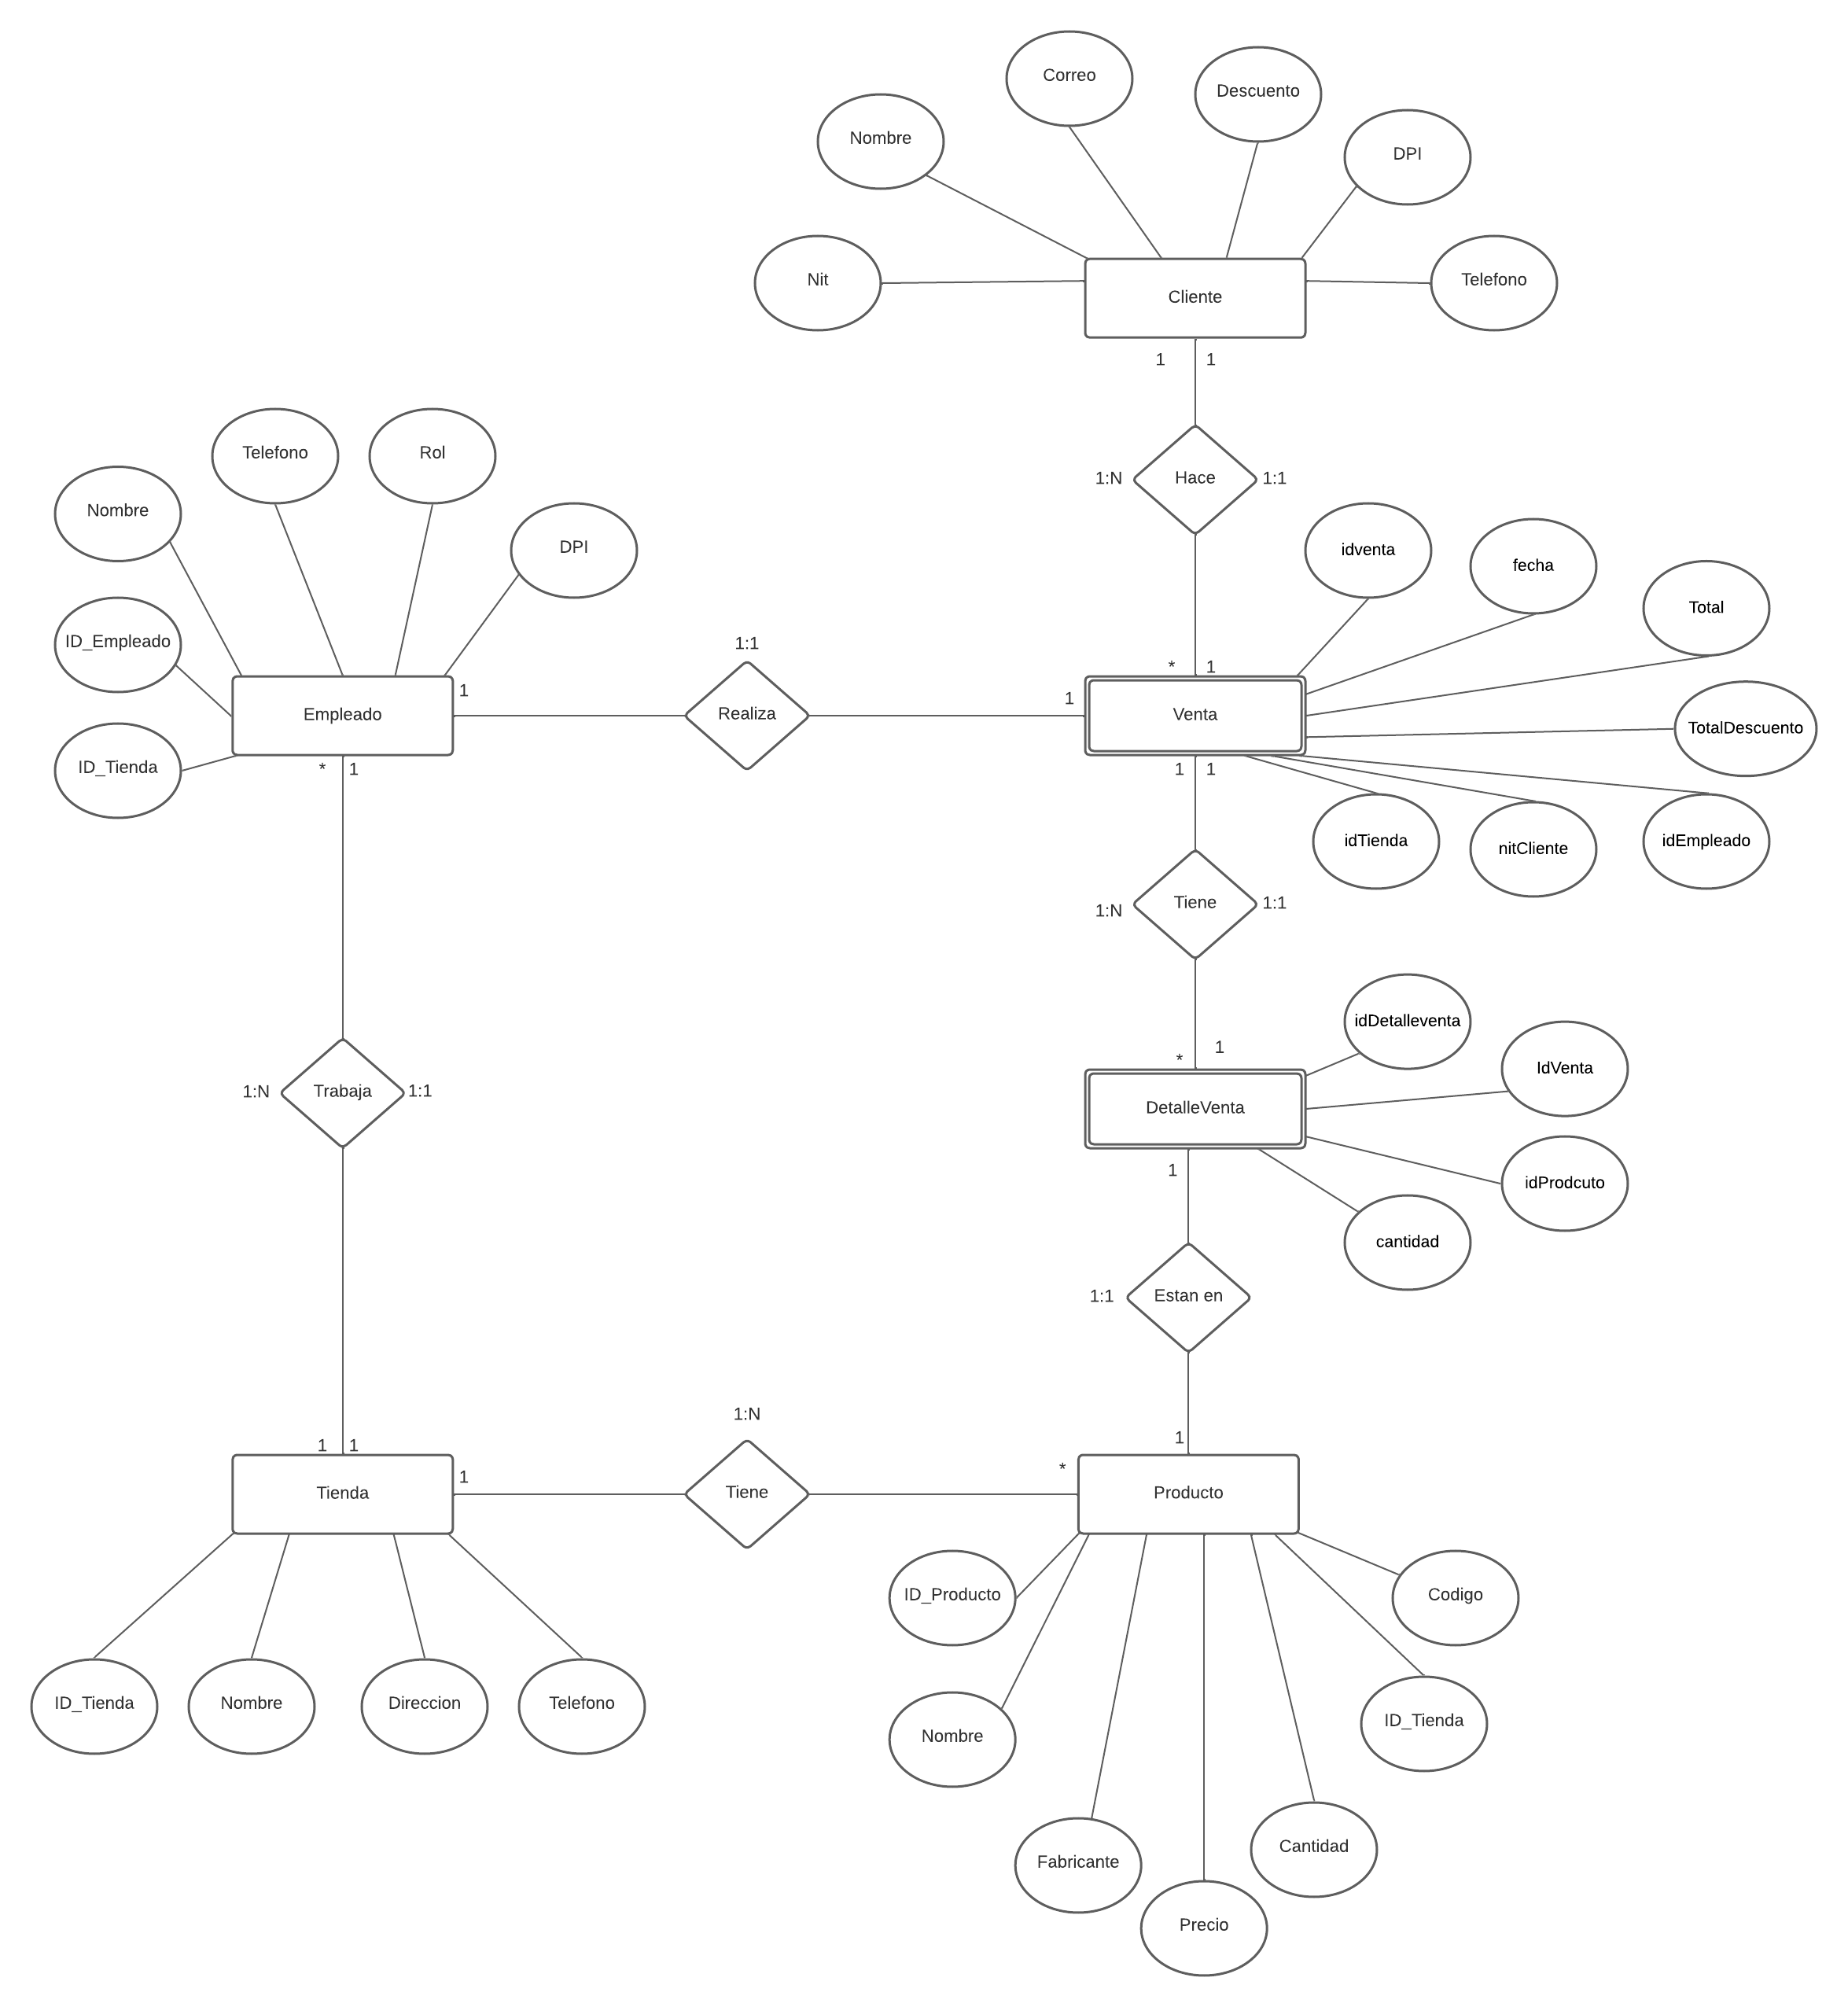 Correo
Descuento
Nombre
DPI
Nit
Cliente
Telefono
1 1
Telefono
Rol
1:N
Hace
1:1
Nombre
DPI
idventa
fecha
Total
ID_Empleado
1:1
* 1
1
1
Empleado
Realiza
Venta
TotalDescuento
ID_Tienda
* 1
1 1
idTienda
nitCliente
idEmpleado
1:N
Tiene
1:1
idDetalleventa
* 1
IdVenta
1:N
Trabaja
1:1
DetalleVenta
1
idProdcuto
cantidad
1:1
Estan en
1:N
1 1
1
1
*
Tienda
Tiene
Producto
ID_Producto
Codigo
ID_Tienda
Nombre
Direccion
Telefono
Nombre
ID_Tienda
Fabricante
Cantidad
Precio